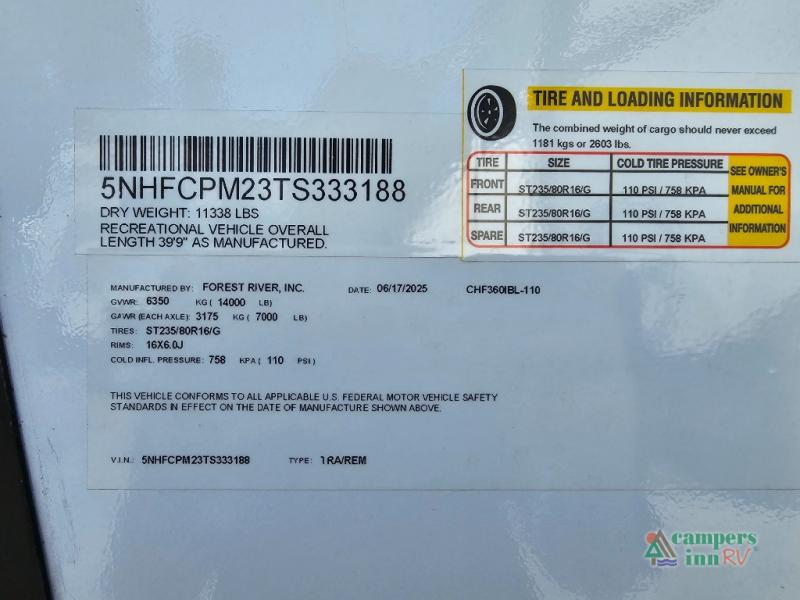 TIRE AND LOADING INFORMATION
The combined weight of cargo should never exceed
1181 kgs or 2603 lbs.
TIRE SIZE COLD TIRE PRESSURE
FRONT ST235/80R16/G 110 PSI / 758 KPA
REAR ST235/80R16/G 110 PSI / 758 KPA
SPARE ST235/80R16/G 110 PSI / 758 KPA
SEE OWNER'S
MANUAL FOR
ADDITIONAL
INFORMATION
5NHFCPM23TS333188
DRY WEIGHT: 11338 LBS
RECREATIONAL VEHICLE OVERALL
LENGTH 39'9" AS MANUFACTURED.
MANUFACTURED BY: FOREST RIVER, INC. DATE: 06/17/2025 CHF360IBL-110
GVWR: 6350 KG ( 14000 LB)
GAWR (EACH AXLE): 3175 KG ( 7000 LB)
TIRES: ST235/80R16/G
RIMS: 16X6.0J
COLD INFL. PRESSURE: 758 KPA ( 110 PSI )
THIS VEHICLE CONFORMS TO ALL APPLICABLE U.S. FEDERAL MOTOR VEHICLE SAFETY
STANDARDS IN EFFECT ON THE DATE OF MANUFACTURE SHOWN ABOVE.
V.I.N.: 5NHFCPM23TS333188 TYPE: TRA/REM
campers
inn RV